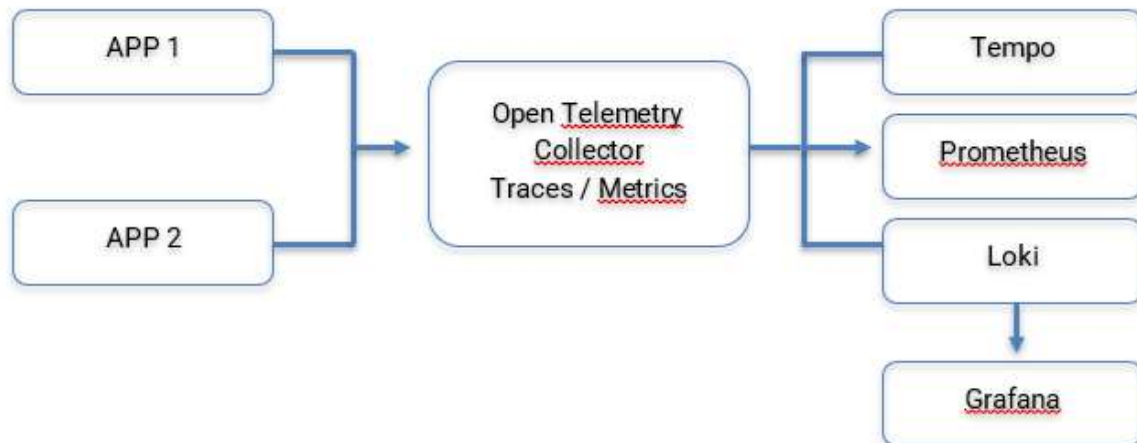 APP 1
APP 2
Open Telemetry
Collector
Traces / Metrics
Tempo
Prometheus
Loki
Grafana